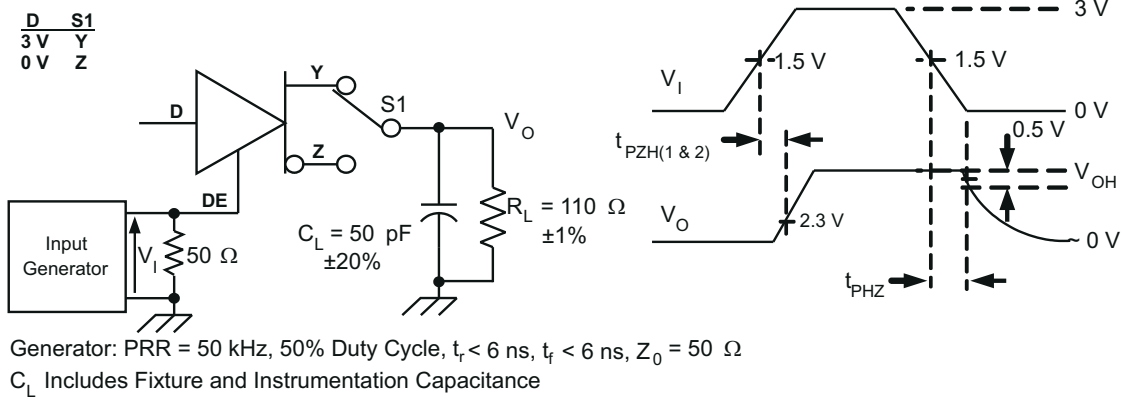 D S1
3 V Y
0 V Z
D
Y
S1
Z
DE
V_O
Input
Generator
V_I
50 Ω
C_L = 50 pF
±20%
R_L = 110 Ω
±1%
3 V
1.5 V
1.5 V
V_I
0 V
t_PZH(1 & 2)
0.5 V
V_OH
V_O
2.3 V
~ 0 V
t_PHZ
Generator: PRR = 50 kHz, 50% Duty Cycle, t_r < 6 ns, t_f < 6 ns, Z_0 = 50 Ω
C_L Includes Fixture and Instrumentation Capacitance